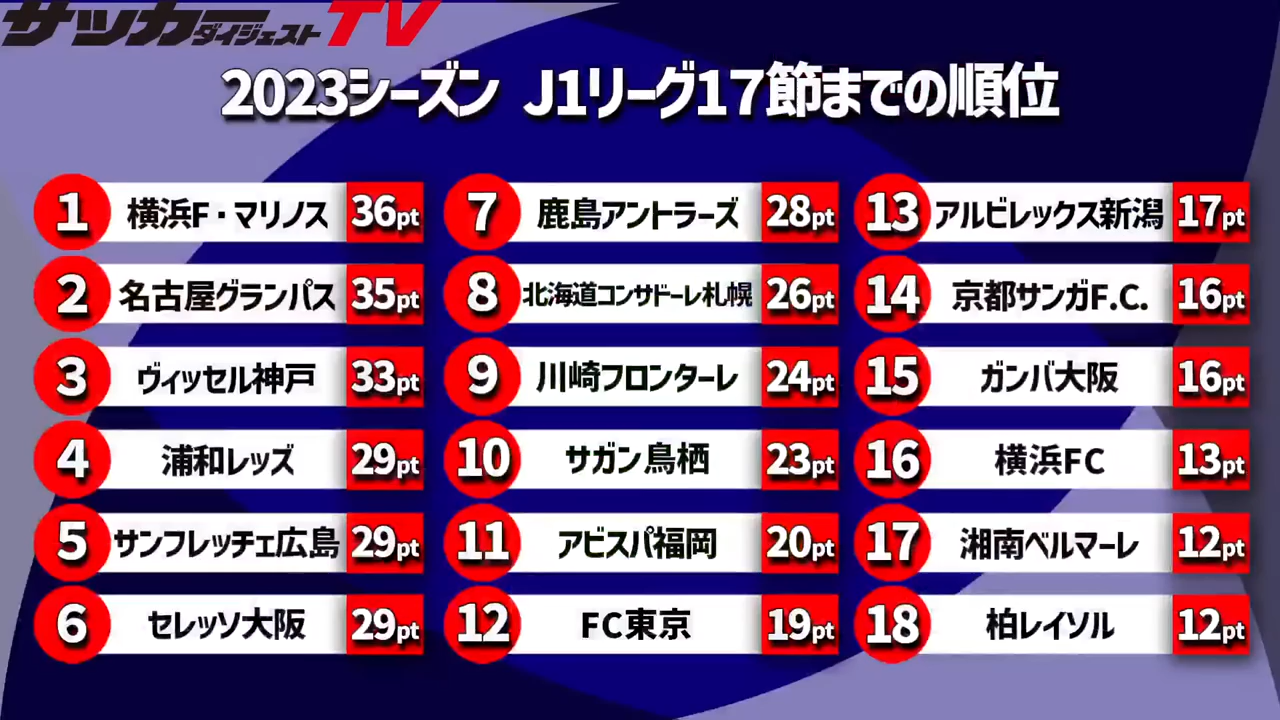 サッカーダイジェストTV
2023シーズン J1リーグ17節までの順位
1 横浜F・マリノス 36pt
2 名古屋グランパス 35pt
3 ヴィッセル神戸 33pt
4 浦和レッズ 29pt
5 サンフレッチェ広島 29pt
6 セレッソ大阪 29pt
7 鹿島アントラーズ 28pt
8 北海道コンサドーレ札幌 26pt
9 川崎フロンターレ 24pt
10 サガン鳥栖 23pt
11 アビスパ福岡 20pt
12 FC東京 19pt
13 アルビレックス新潟 17pt
14 京都サンガF.C. 16pt
15 ガンバ大阪 16pt
16 横浜FC 13pt
17 湘南ベルマーレ 12pt
18 柏レイソル 12pt